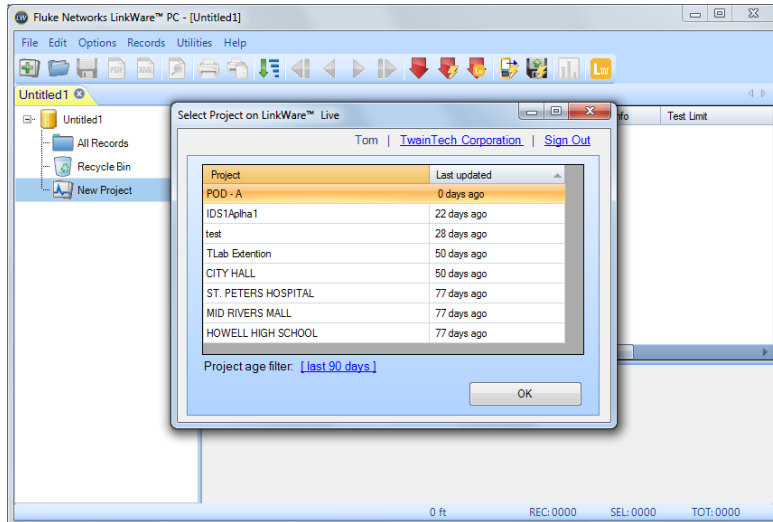 Fluke Networks LinkWare™ PC - [Untitled1]
File Edit Options Records Utilities Help
PDF XML LW
Untitled1
Untitled1
All Records
Recycle Bin
New Project
Test Limit
Select Project on LinkWare™ Live
Tom | TwainTech Corporation | Sign Out
Project Last updated
POD - A 0 days ago
IDS1Aplha1 22 days ago
test 28 days ago
TLab Extention 50 days ago
CITY HALL 50 days ago
ST. PETERS HOSPITAL 77 days ago
MID RIVERS MALL 77 days ago
HOWELL HIGH SCHOOL 77 days ago
Project age filter: [ last 90 days ]
OK
0 ft REC: 0000 SEL: 0000 TOT: 0000